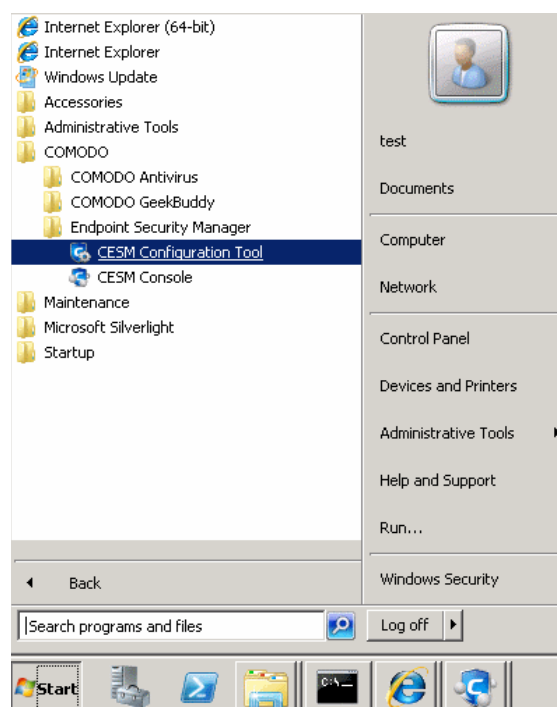 Internet Explorer (64-bit)
Internet Explorer
Windows Update
Accessories
Administrative Tools
COMODO
COMODO Antivirus
COMODO GeekBuddy
Endpoint Security Manager
CESM Configuration Tool
CESM Console
Maintenance
Microsoft Silverlight
Startup
Back
Search programs and files
test
Documents
Computer
Network
Control Panel
Devices and Printers
Administrative Tools
Help and Support
Run...
Windows Security
Log off
Start
C:\_